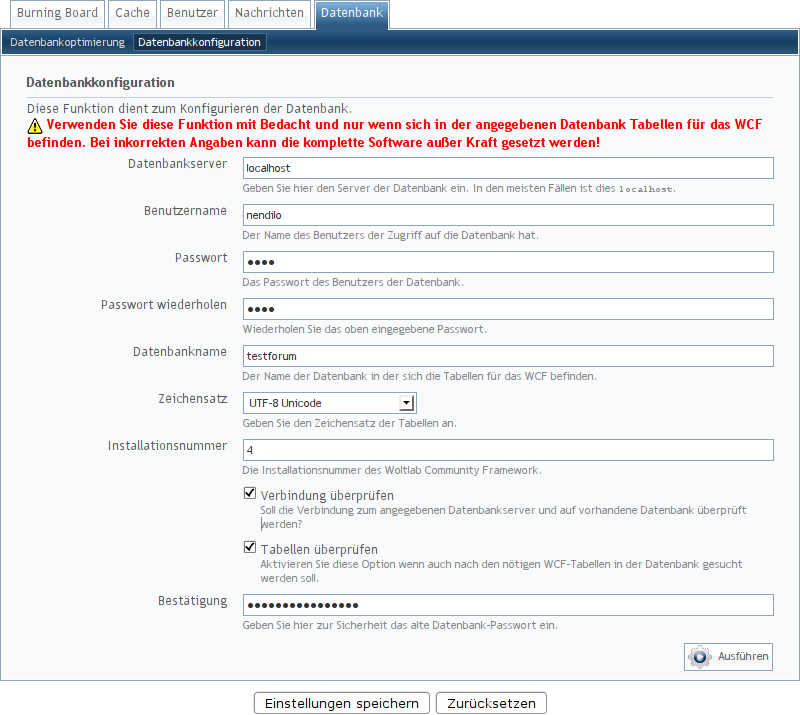 Burning Board Cache Benutzer Nachrichten Datenbank
Datenbankoptimierung Datenbankkonfiguration
Datenbankkonfiguration
Diese Funktion dient zum Konfigurieren der Datenbank.
Verwenden Sie diese Funktion mit Bedacht und nur wenn sich in der angegebenen Datenbank Tabellen für das WCF
befinden. Bei inkorrekten Angaben kann die komplette Software außer Kraft gesetzt werden!
Datenbankserver localhost
Geben Sie hier den Server der Datenbank ein. In den meisten Fällen ist dies localhost.
Benutzername nendilo
Der Name des Benutzers der Zugriff auf die Datenbank hat.
Passwort ●●●●
Das Passwort des Benutzers der Datenbank.
Passwort wiederholen ●●●●
Wiederholen Sie das oben eingegebene Passwort.
Datenbankname testforum
Der Name der Datenbank in der sich die Tabellen für das WCF befinden.
Zeichensatz UTF-8 Unicode
Geben Sie den Zeichensatz der Tabellen an.
Installationsnummer 4
Die Installationsnummer des Woltlab Community Framework.
Verbindung überprüfen
Soll die Verbindung zum angegebenen Datenbankserver und auf vorhandene Datenbank überprüft
werden?
Tabellen überprüfen
Aktivieren Sie diese Option wenn auch nach den nötigen WCF-Tabellen in der Datenbank gesucht
werden soll.
Bestätigung ●●●●●●●●●●●●●●●●
Geben Sie hier zur Sicherheit das alte Datenbank-Passwort ein.
Ausführen
Einstellungen speichern Zurücksetzen